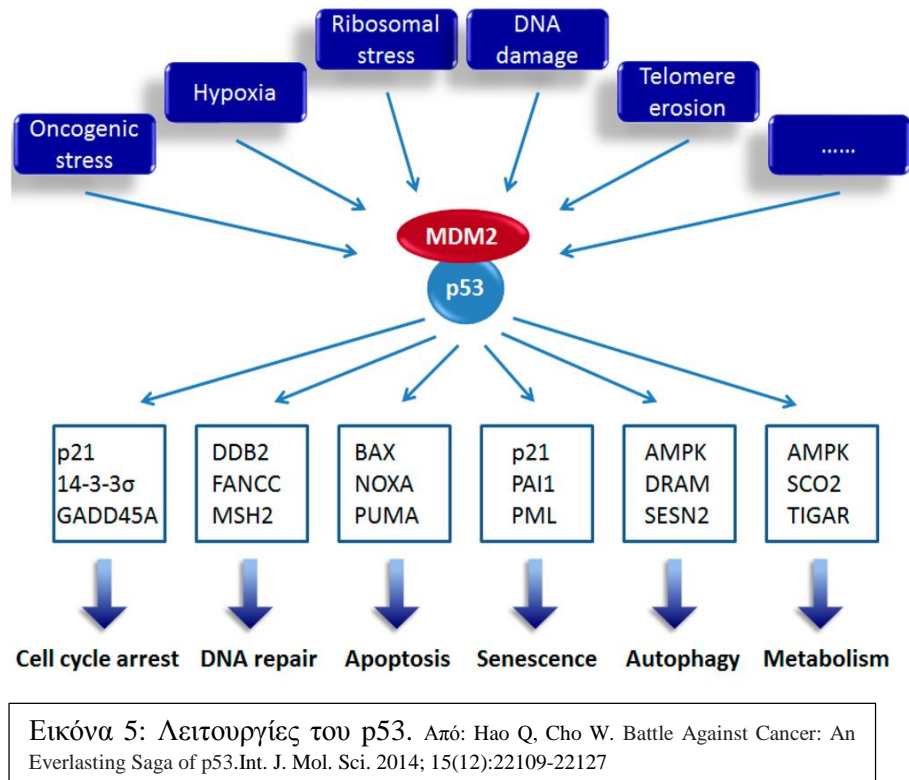 Ribosomal
stress
DNA
damage
Hypoxia
Telomere
erosion
Oncogenic
stress
......
MDM2
p53
p21
14-3-3σ
GADD45A
DDB2
FANCC
MSH2
BAX
NOXA
PUMA
p21
PAI1
PML
AMPK
DRAM
SESN2
AMPK
SCO2
TIGAR
Cell cycle arrest
DNA repair
Apoptosis
Senescence
Autophagy
Metabolism
Εικόνα 5: Λειτουργίες του p53. Από: Hao Q, Cho W. Battle Against Cancer: An
Everlasting Saga of p53.Int. J. Mol. Sci. 2014; 15(12):22109-22127